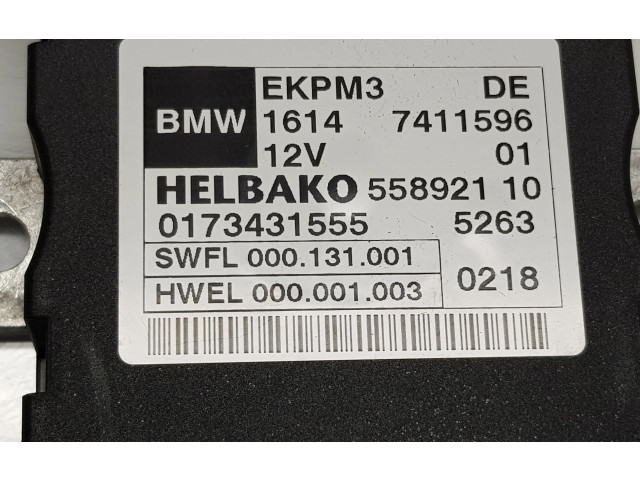 BMW EKPM3 DE
1614 7411596
12V 01
HELBAKO 558921 10
0173431555 5263
SWFL 000.131.001
HWEL 000.001.003 0218